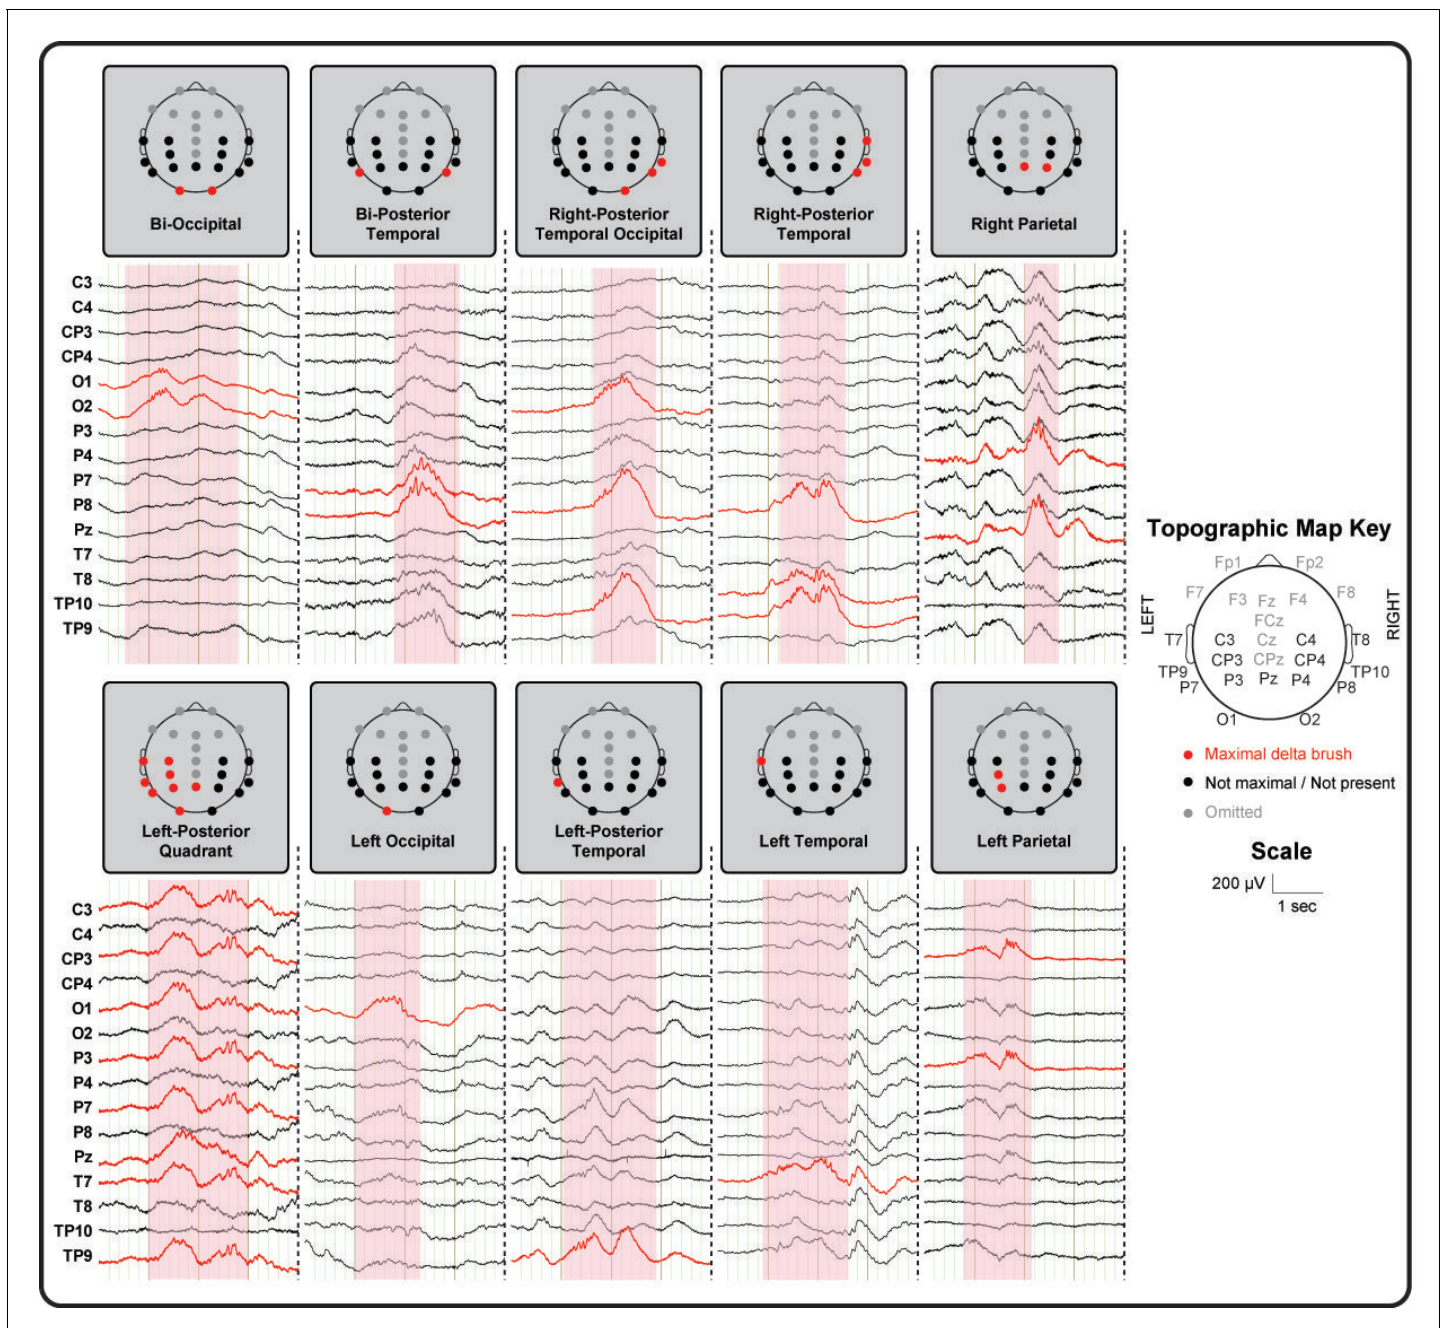 Bi-Occipital
Bi-Posterior
Temporal
Right-Posterior
Temporal Occipital
Right-Posterior
Temporal
Right Parietal
C3
C4
CP3
CP4
O1
O2
P3
P4
P7
P8
Pz
T7
T8
TP10
TP9
Left-Posterior
Quadrant
Left Occipital
Left-Posterior
Temporal
Left Temporal
Left Parietal
C3
C4
CP3
CP4
O1
O2
P3
P4
P7
P8
Pz
T7
T8
TP10
TP9
Topographic Map Key
Fp1 Fp2
F7 F3 Fz F4 F8
FCz
LEFT
RIGHT
T7 C3 Cz C4 T8
CP3 CPz CP4
TP9 TP10
P7 P3 Pz P4 P8
O1 O2
Maximal delta brush
Not maximal / Not present
Omitted
Scale
200 µV
1 sec